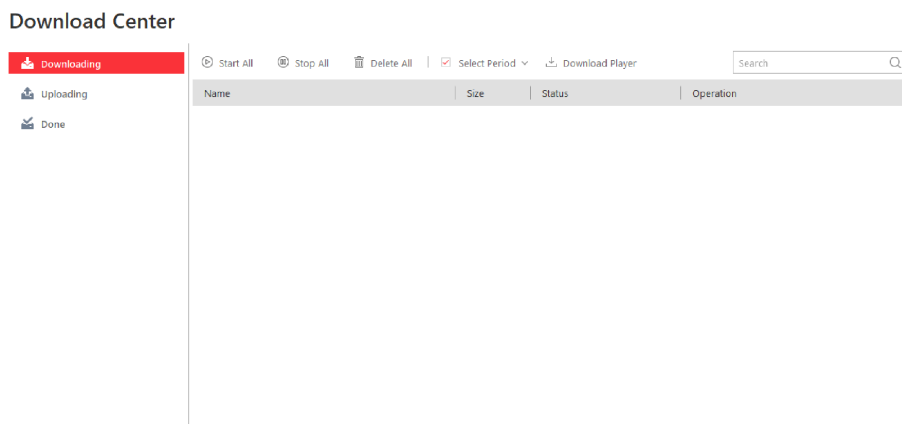 Download Center
Downloading
Uploading
Done
Start All Stop All Delete All Select Period Download Player Search
Name Size Status Operation